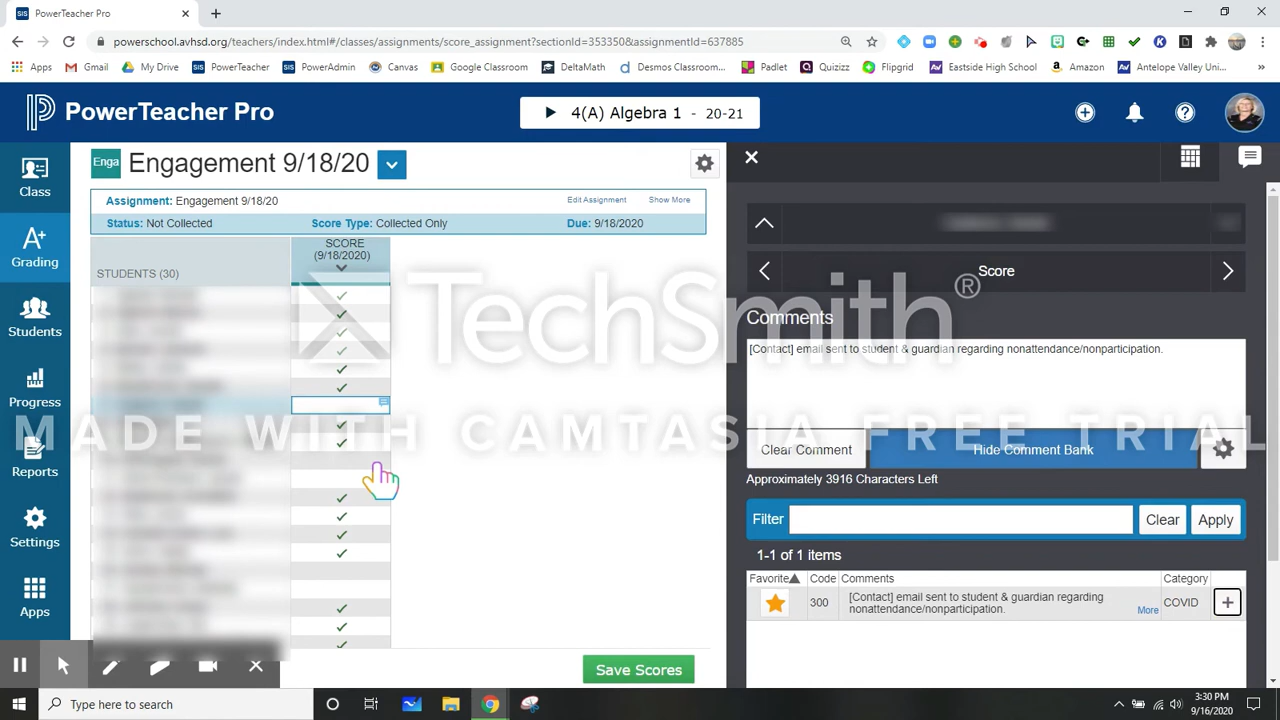 PowerTeacher Pro
powerschool.avhsd.org/teachers/index.html#/classes/assignments/score_assignment?sectionId=353350&assignmentId=637885
Apps Gmail My Drive PowerTeacher PowerAdmin Canvas Google Classroom DeltaMath Desmos Classroom... Padlet Quizizz Flipgrid Eastside High School Amazon Antelope Valley Uni... »
PowerTeacher Pro
4(A) Algebra 1 - 20-21
Class
Grading
Students
Progress
Reports
Settings
Apps
Enga Engagement 9/18/20
Assignment: Engagement 9/18/20 Edit Assignment Show More
Status: Not Collected Score Type: Collected Only Due: 9/18/2020
SCORE
(9/18/2020)
STUDENTS (30)
Score
Comments
[Contact] email sent to student & guardian regarding nonattendance/nonparticipation.
Clear Comment Hide Comment Bank
Approximately 3916 Characters Left
Filter Clear Apply
1-1 of 1 items
Favorite Code Comments Category
300 [Contact] email sent to student & guardian regarding
nonattendance/nonparticipation. More COVID
Save Scores
TechSmith®
MADE WITH CAMTASIA FREE TRIAL
Type here to search
3:30 PM
9/16/2020